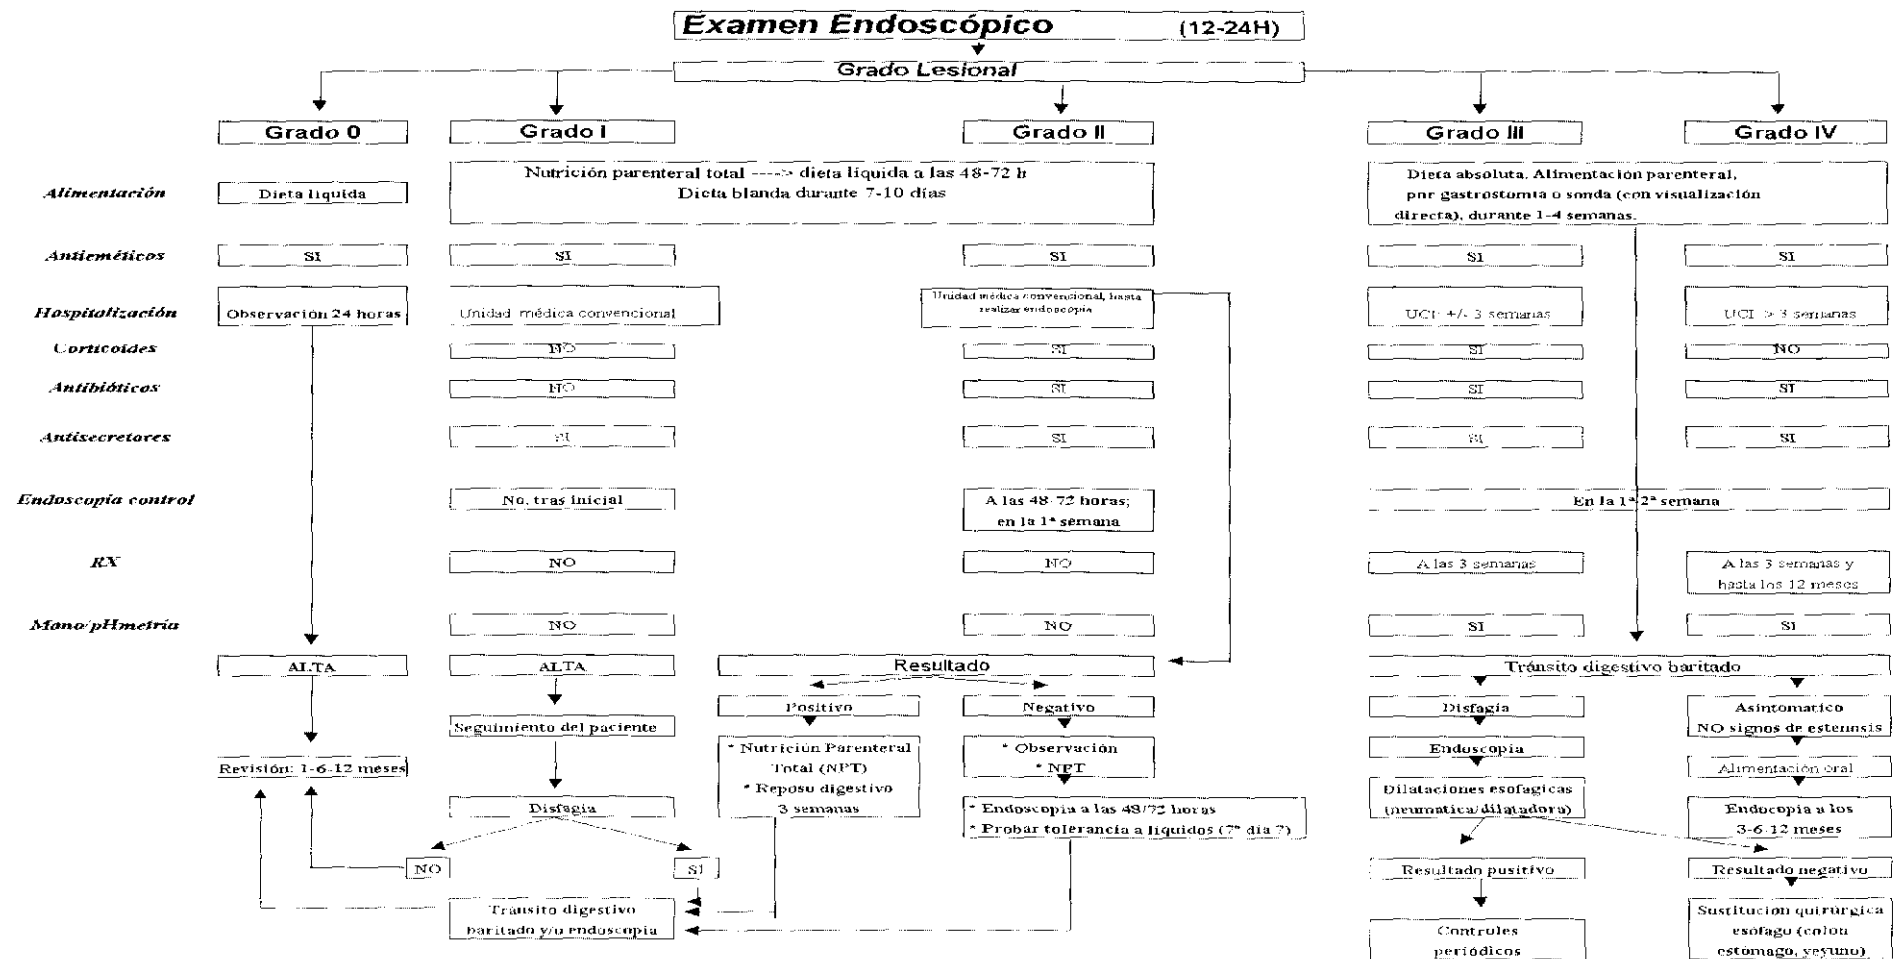 Examen Endoscópico (12-24H)
Grado Lesional
Grado 0
Grado I
Grado II
Grado III
Grado IV
Alimentación
Dieta liquida
Nutrición parenteral total ----> dieta liquida a las 48-72 h
Dieta blanda durante 7-10 días
Dieta absoluta. Alimentación parenteral,
por gastrostomia o sonda (con visualización
directa), durante 1-4 semanas.
Antieméticos
SI
SI
SI
SI
SI
Hospitalización
Observación 24 horas
Unidad médica convencional
Unidad médica convencional, hasta
realizar endoscopia
UCI: +/- 3 semanas
UCI > 3 semanas
Corticoides
NO
SI
SI
NO
Antibióticos
NO
SI
SI
SI
Antisecretores
SI
SI
SI
SI
Endoscopia control
No, tras inicial
A las 48-72 horas;
en la 1ª semana
En la 1ª 2ª semana
RX
NO
NO
A las 3 semanas
A las 3 semanas y
hasta los 12 meses
Mano/pHmetría
NO
NO
SI
SI
ALTA
ALTA
Resultado
Tránsito digestivo baritado
Positivo
Negativo
Disfagia
Asintomatico
NO signos de estenosis
Seguimiento del paciente
* Nutrición Parenteral
Total (NPT)
* Reposu digestivo
3 semanas
* Observación
* NPT
Endoscopia
Revisión: 1-6-12 meses
Alimentación oral
Disfagia
* Endoscopia a las 48/72 horas
* Probar tolerancia a liquidos (7º dia ?)
Dilataciones esofagicas
(neumatica/dilatadora)
Endocopia a los
3-6-12 meses
NO
SI
Resultado positivo
Resultado negativo
Tránsito digestivo
baritado y/o endoscopia
Controles
periódicos
Sustitucion quirúrgica
esófago (colon
estomago, yeyuno)